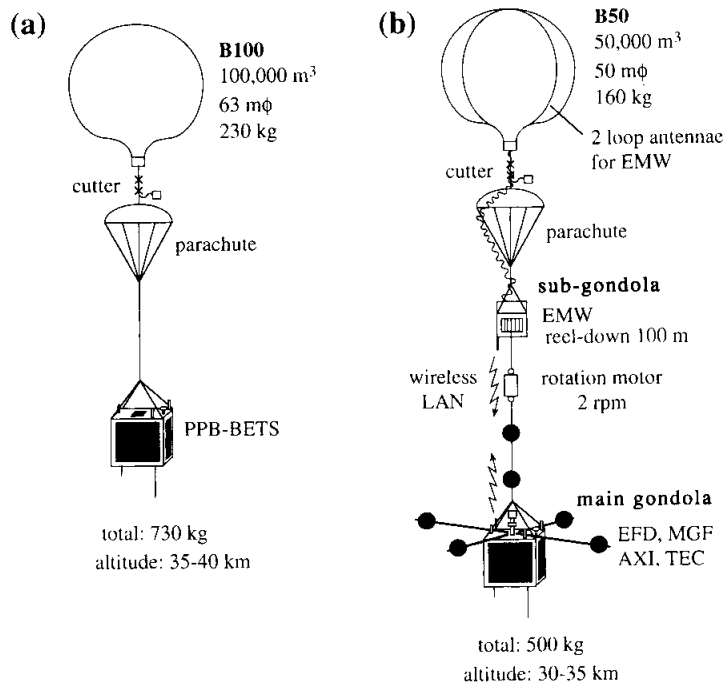 (a)
B100
100,000 m³
63 mφ
230 kg
cutter
parachute
PPB-BETS
total: 730 kg
altitude: 35-40 km
(b)
B50
50,000 m³
50 mφ
160 kg
2 loop antennae
for EMW
cutter
parachute
sub-gondola
EMW
reel-down 100 m
wireless
LAN
rotation motor
2 rpm
main gondola
EFD, MGF
AXI, TEC
total: 500 kg
altitude: 30-35 km